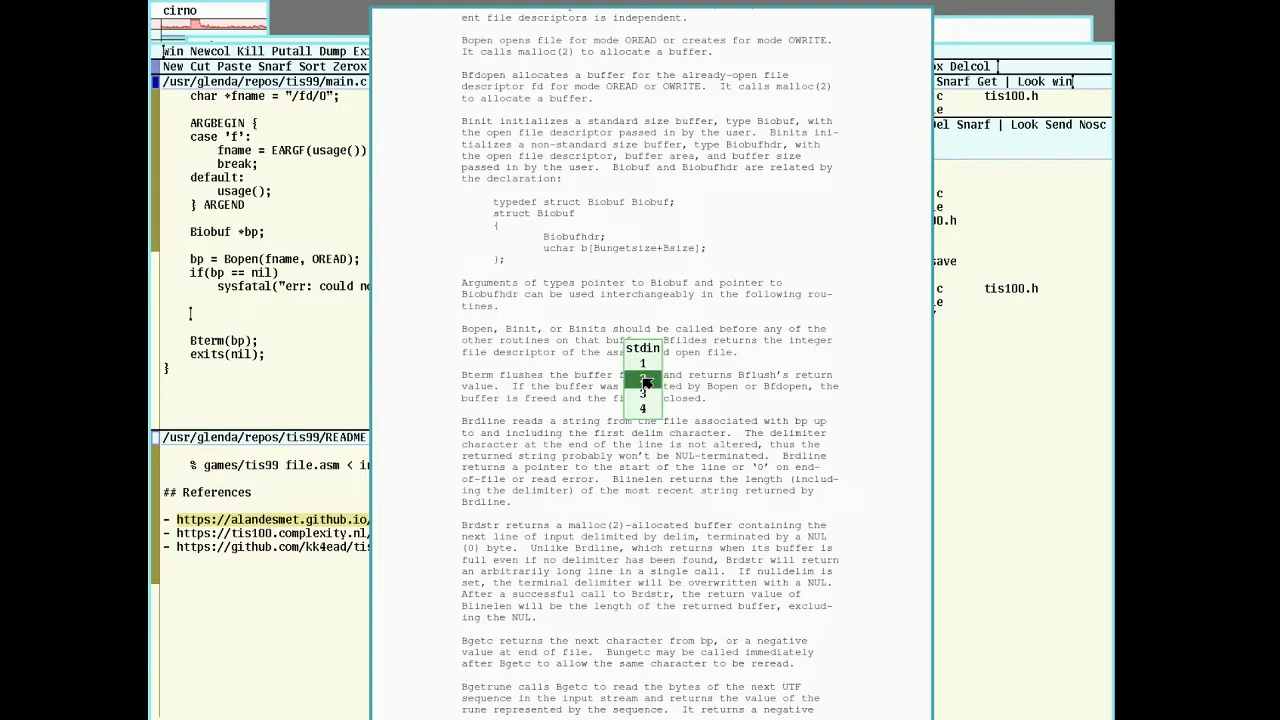 cirno
Win Newcol Kill Putall Dump Ex
New Cut Paste Snarf Sort Zerox
/usr/glenda/repos/tis99/main.c
char *fname = "/fd/0";
ARGBEGIN {
case 'f':
fname = EARGF(usage())
break;
default:
usage();
} ARGEND
Biobuf *bp;
bp = Bopen(fname, OREAD);
if(bp == nil)
sysfatal("err: could no
Bterm(bp);
exits(nil);
}
/usr/glenda/repos/tis99/README
% games/tis99 file.asm < in
## References
- https://alandesmet.github.io/
- https://tis100.complexity.nl/
- https://github.com/kk4ead/tis
ent file descriptors is independent.
Bopen opens file for mode OREAD or creates for mode OWRITE.
It calls malloc(2) to allocate a buffer.
Bfdopen allocates a buffer for the already-open file
descriptor fd for mode OREAD or OWRITE.  It calls malloc(2)
to allocate a buffer.
Binit initializes a standard size buffer, type Biobuf, with
the open file descriptor passed in by the user.  Binits ini-
tializes a non-standard size buffer, type Biobufhdr, with
the open file descriptor, buffer area, and buffer size
passed in by the user.  Biobuf and Biobufhdr are related by
the declaration:
typedef struct Biobuf Biobuf;
struct Biobuf
{
Biobufhdr;
uchar b[Bungetsize+Bsize];
};
Arguments of types pointer to Biobuf and pointer to
Biobufhdr can be used interchangeably in the following rou-
tines.
Bopen, Binit, or Binits should be called before any of the
other routines on that buf Bfildes returns the integer
file descriptor of the ass d open file.
Bterm flushes the buffer f and returns Bflush's return
value.  If the buffer was ted by Bopen or Bfdopen, the
buffer is freed and the fi closed.
Brdline reads a string from the file associated with bp up
to and including the first delim character.  The delimiter
character at the end of the line is not altered, thus the
returned string probably won't be NUL-terminated.  Brdline
returns a pointer to the start of the line or '0' on end-
of-file or read error.  Blinelen returns the length (includ-
ing the delimiter) of the most recent string returned by
Brdline.
Brdstr returns a malloc(2)-allocated buffer containing the
next line of input delimited by delim, terminated by a NUL
(0) byte.  Unlike Brdline, which returns when its buffer is
full even if no delimiter has been found, Brdstr will return
an arbitrarily long line in a single call.  If nulldelim is
set, the terminal delimiter will be overwritten with a NUL.
After a successful call to Brdstr, the return value of
Blinelen will be the length of the returned buffer, exclud-
ing the NUL.
Bgetc returns the next character from bp, or a negative
value at end of file.  Bungetc may be called immediately
after Bgetc to allow the same character to be reread.
Bgetrune calls Bgetc to read the bytes of the next UTF
sequence in the input stream and returns the value of the
rune represented by the sequence.  It returns a negative
stdin
1
3
4
ox Delcol
Snarf Get | Look win
c tis100.h
e
Del Snarf | Look Send Nosc
c
e
00.h
save
c tis100.h
e